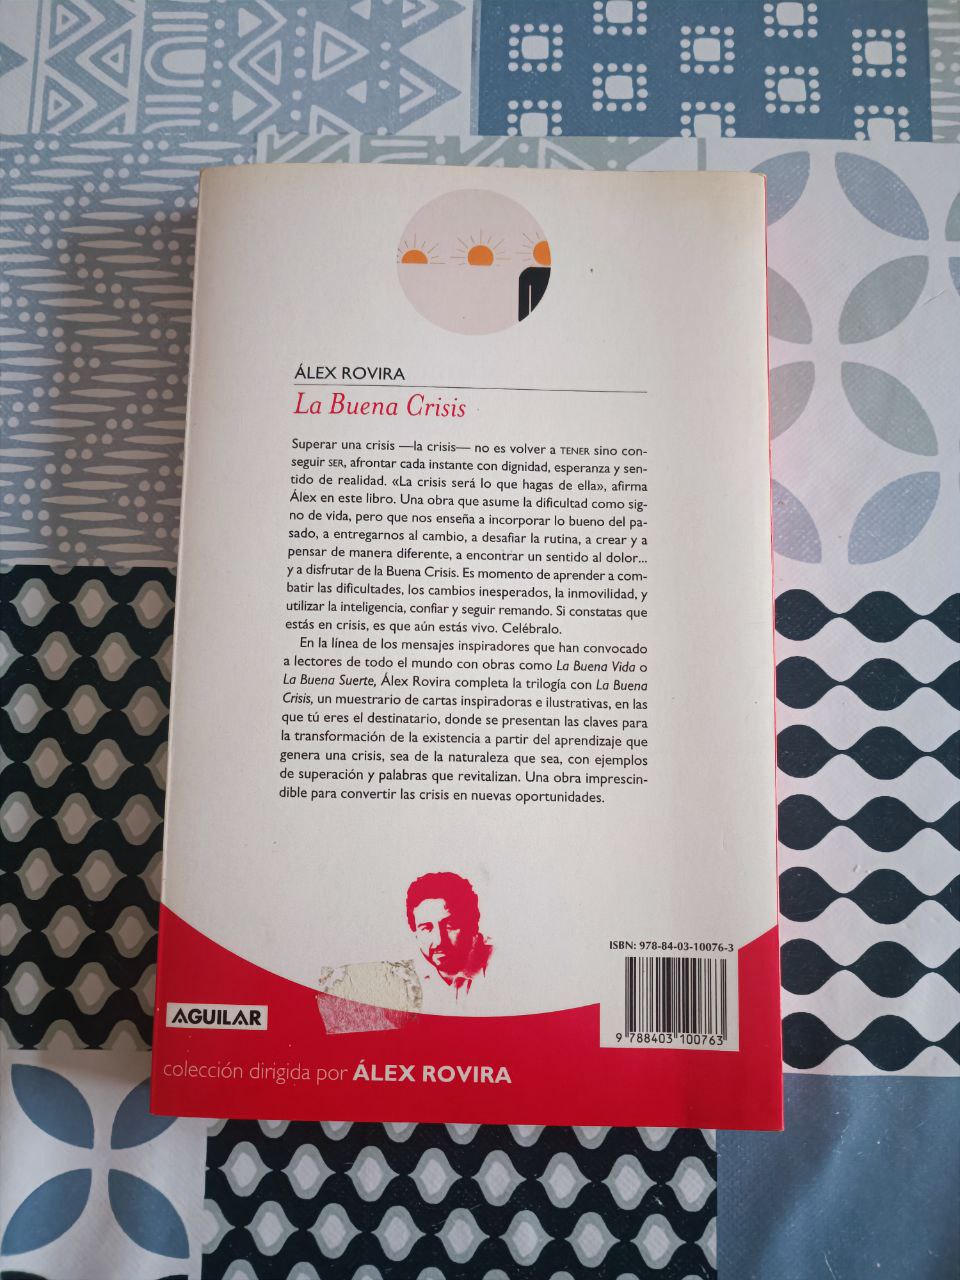 ÁLEX ROVIRA
La Buena Crisis
Superar una crisis —la crisis— no es volver a TENER sino con-
seguir SER, afrontar cada instante con dignidad, esperanza y sen-
tido de realidad. «La crisis será lo que hagas de ella», afirma
Álex en este libro. Una obra que asume la dificultad como sig-
no de vida, pero que nos enseña a incorporar lo bueno del pa-
sado, a entregarnos al cambio, a desafiar la rutina, a crear y a
pensar de manera diferente, a encontrar un sentido al dolor...
y a disfrutar de la Buena Crisis. Es momento de aprender a com-
batir las dificultades, los cambios inesperados, la inmovilidad, y
utilizar la inteligencia, confiar y seguir remando. Si constatas que
estás en crisis, es que aún estás vivo. Celébralo.
En la línea de los mensajes inspiradores que han convocado
a lectores de todo el mundo con obras como La Buena Vida o
La Buena Suerte, Álex Rovira completa la trilogía con La Buena
Crisis, un muestrario de cartas inspiradoras e ilustrativas, en las
que tú eres el destinatario, donde se presentan las claves para
la transformación de la existencia a partir del aprendizaje que
genera una crisis, sea de la naturaleza que sea, con ejemplos
de superación y palabras que revitalizan. Una obra imprescin-
dible para convertir las crisis en nuevas oportunidades.
ISBN: 978-84-03-10076-3
9 788403 100763
AGUILAR
colección dirigida por ÁLEX ROVIRA